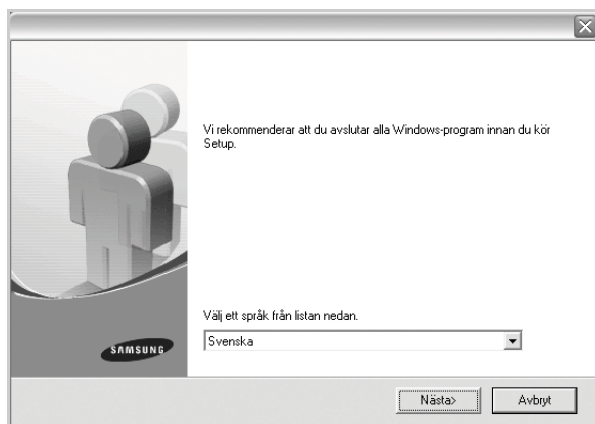 Vi rekommenderar att du avslutar alla Windows-program innan du kör
Setup.
Välj ett språk från listan nedan.
Svenska
SAMSUNG
Nästa>
Avbryt